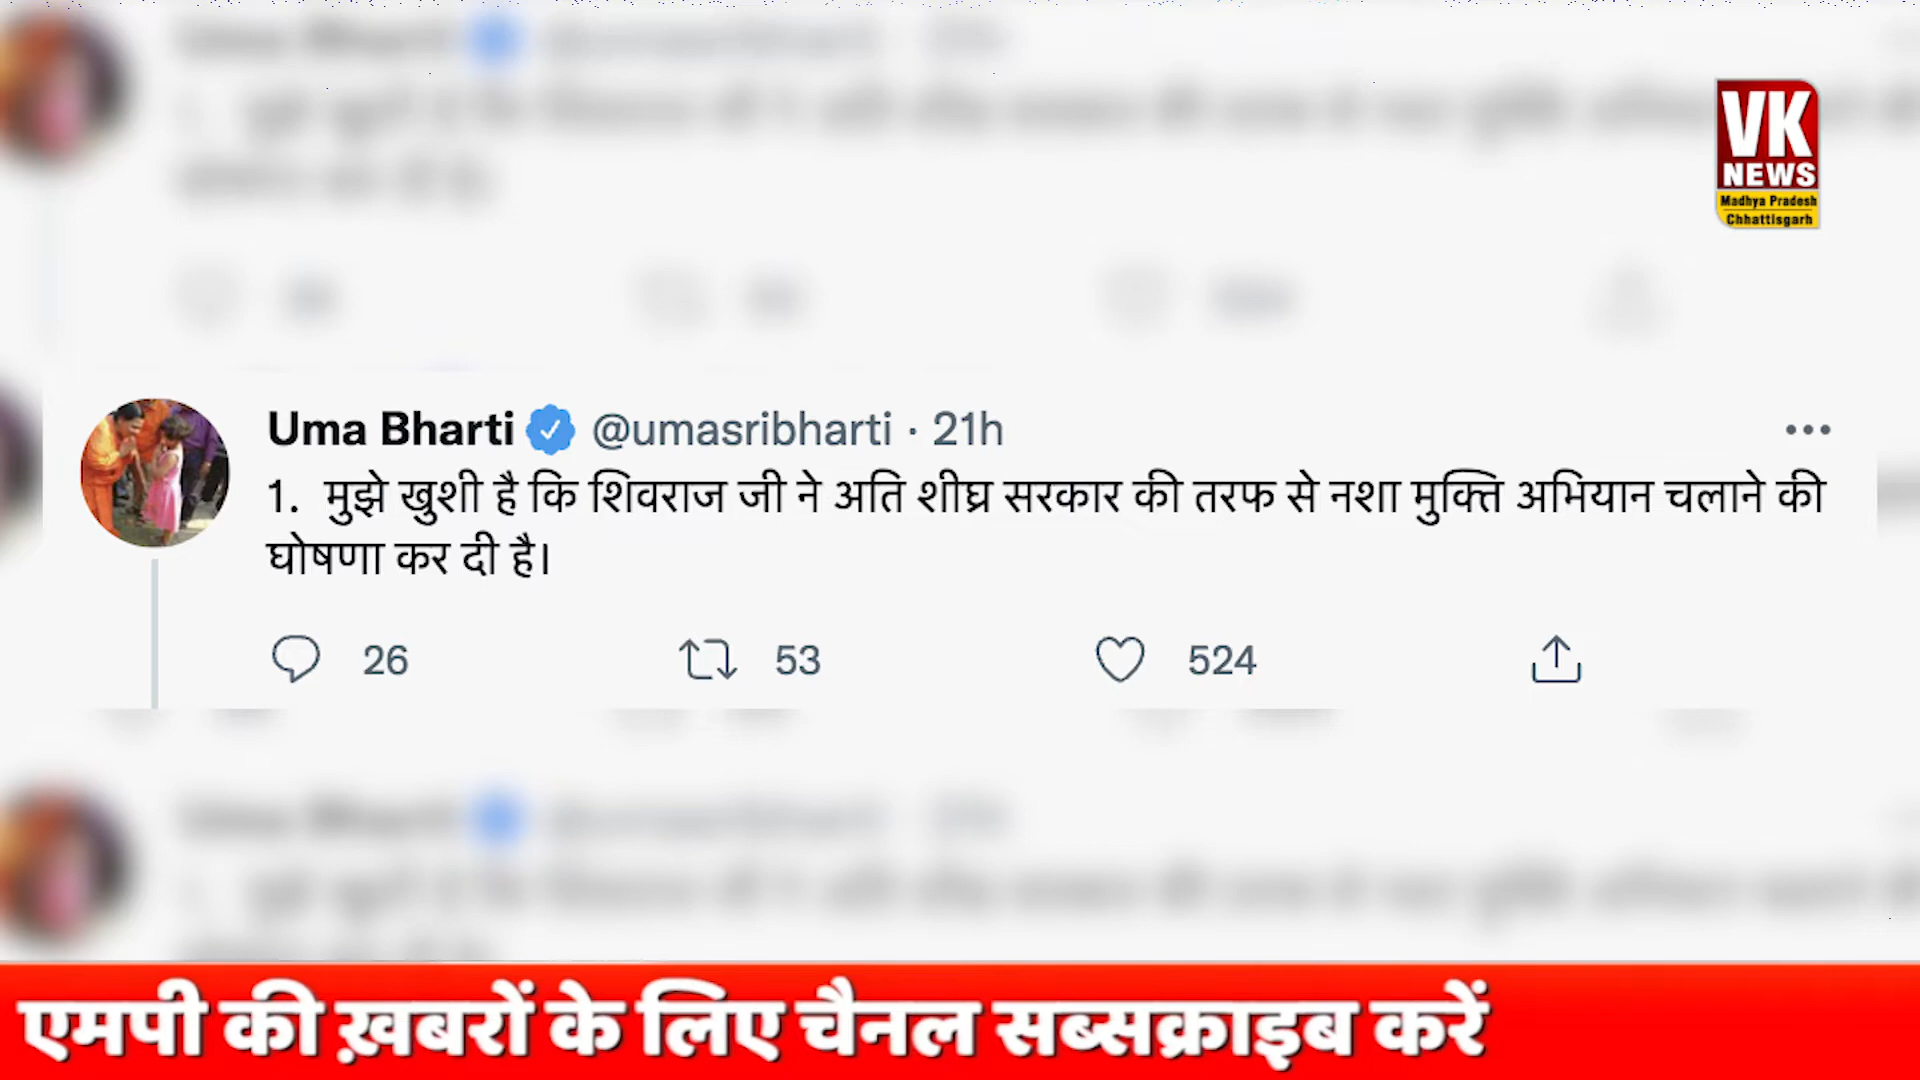 VK
NEWS
Madhya Pradesh
Chhattisgarh
Uma Bharti @umasribharti · 21h
1. मुझे खुशी है कि शिवराज जी ने अति शीघ्र सरकार की तरफ से नशा मुक्ति अभियान चलाने की
घोषणा कर दी है।
26 53 524
एमपी की ख़बरों के लिए चैनल सब्सक्राइब करें